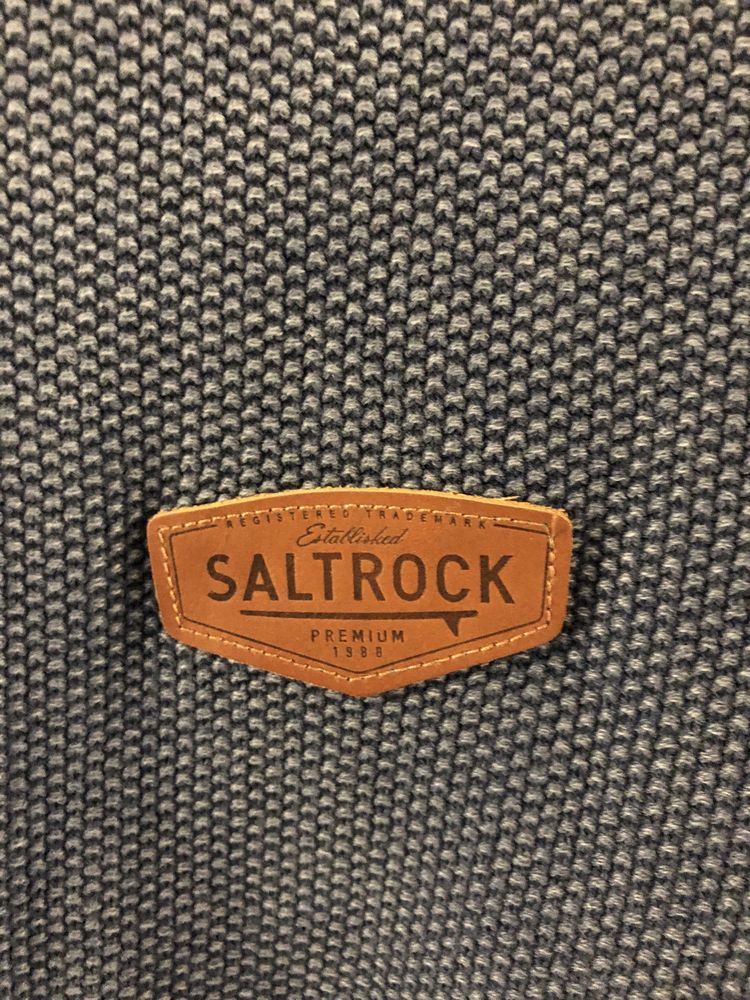 REGISTERED TRADEMARK
Established
SALTROCK
PREMIUM
1988